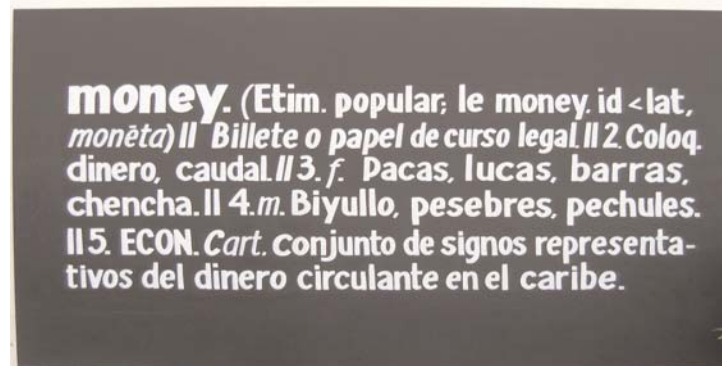 money. (Etim. popular; le money. id < lat,
monēta) II Billete o papel de curso legal. II 2. Coloq.
dinero, caudal. II 3. f. Pacas, lucas, barras,
chencha. II 4. m. Biyullo, pesebres, pechules.
II 5. ECON. Cart. Conjunto de signos representa-
tivos del dinero circulante en el caribe.